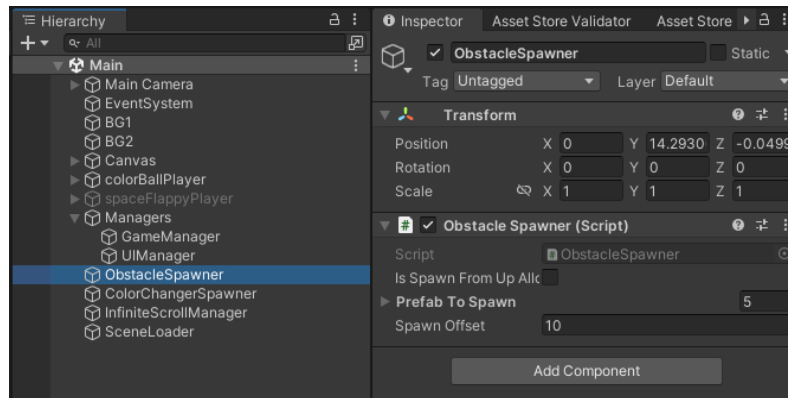 Hierarchy
All
Main
Main Camera
EventSystem
BG1
BG2
Canvas
colorBallPlayer
spaceFlappyPlayer
Managers
GameManager
UIManager
ObstacleSpawner
ColorChangerSpawner
InfiniteScrollManager
SceneLoader
Inspector Asset Store Validator Asset Store
ObstacleSpawner Static
Tag Untagged Layer Default
Transform
Position X 0 Y 14.2930 Z -0.0499
Rotation X 0 Y 0 Z 0
Scale X 1 Y 1 Z 1
# Obstacle Spawner (Script)
Script ObstacleSpawner
Is Spawn From Up Allo
Prefab To Spawn 5
Spawn Offset 10
Add Component